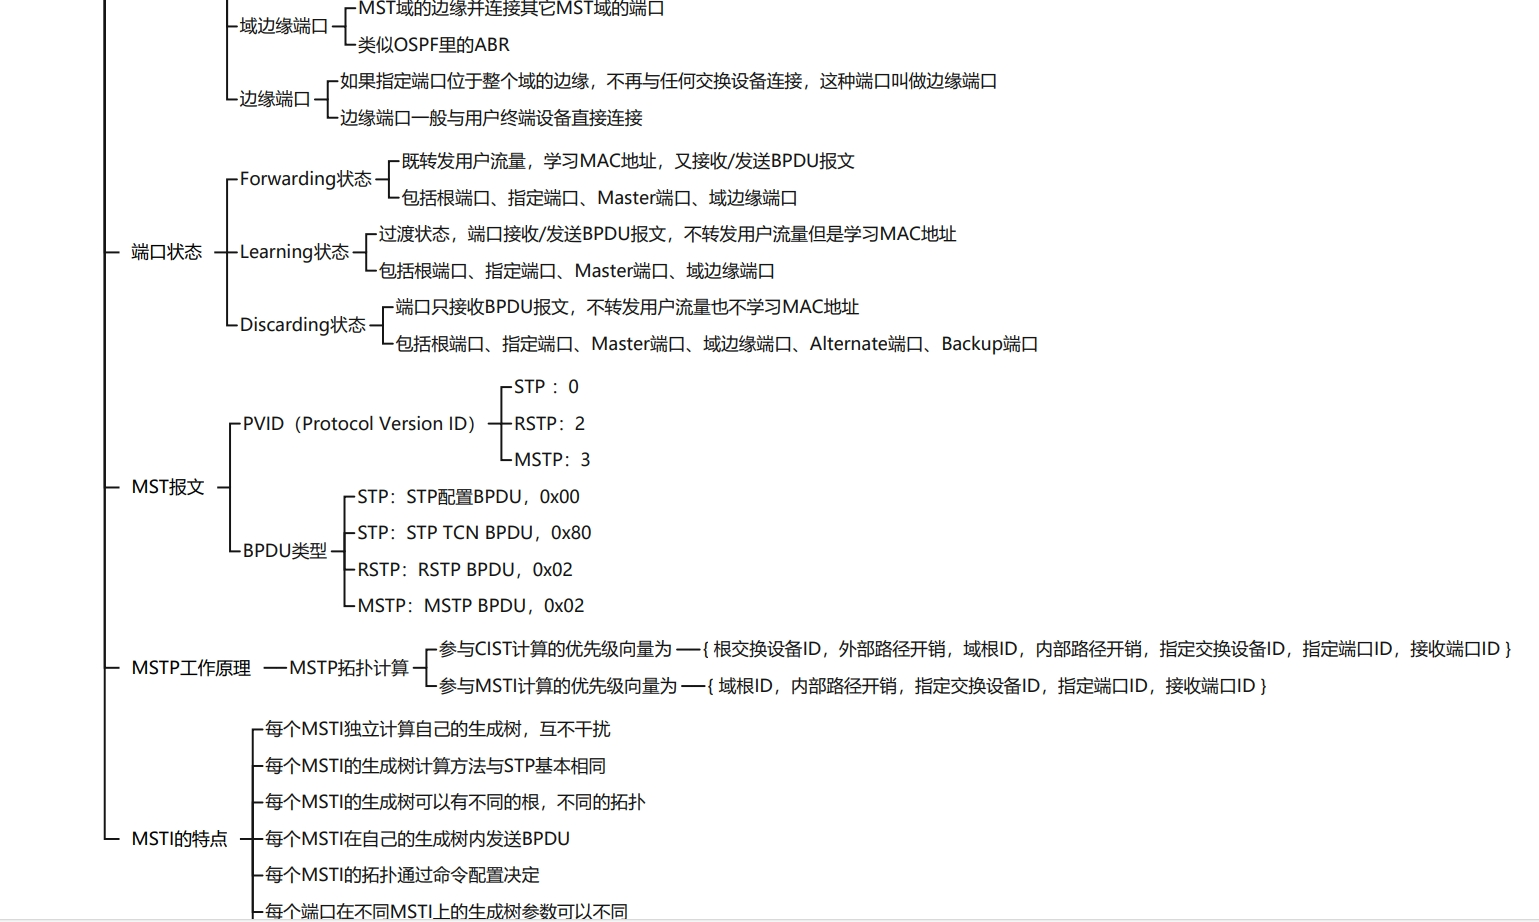 MST域的边缘并连接其它MST域的端口
域边缘端口
类似OSPF里的ABR
如果指定端口位于整个域的边缘，不再与任何交换设备连接，这种端口叫做边缘端口
边缘端口
边缘端口一般与用户终端设备直接连接
端口状态
Forwarding状态
既转发用户流量，学习MAC地址，又接收/发送BPDU报文
包括根端口、指定端口、Master端口、域边缘端口
Learning状态
过渡状态，端口接收/发送BPDU报文，不转发用户流量但是学习MAC地址
包括根端口、指定端口、Master端口、域边缘端口
Discarding状态
端口只接收BPDU报文，不转发用户流量也不学习MAC地址
包括根端口、指定端口、Master端口、域边缘端口、Alternate端口、Backup端口
MST报文
PVID（Protocol Version ID）
STP ：0
RSTP：2
MSTP：3
BPDU类型
STP：STP配置BPDU，0x00
STP：STP TCN BPDU，0x80
RSTP：RSTP BPDU，0x02
MSTP：MSTP BPDU，0x02
MSTP工作原理
MSTP拓扑计算
参与CIST计算的优先级向量为
{ 根交换设备ID，外部路径开销，域根ID，内部路径开销，指定交换设备ID，指定端口ID，接收端口ID }
参与MSTI计算的优先级向量为
{ 域根ID，内部路径开销，指定交换设备ID，指定端口ID，接收端口ID }
MSTI的特点
每个MSTI独立计算自己的生成树，互不干扰
每个MSTI的生成树计算方法与STP基本相同
每个MSTI的生成树可以有不同的根，不同的拓扑
每个MSTI在自己的生成树内发送BPDU
每个MSTI的拓扑通过命令配置决定
每个端口在不同MSTI上的生成树参数可以不同